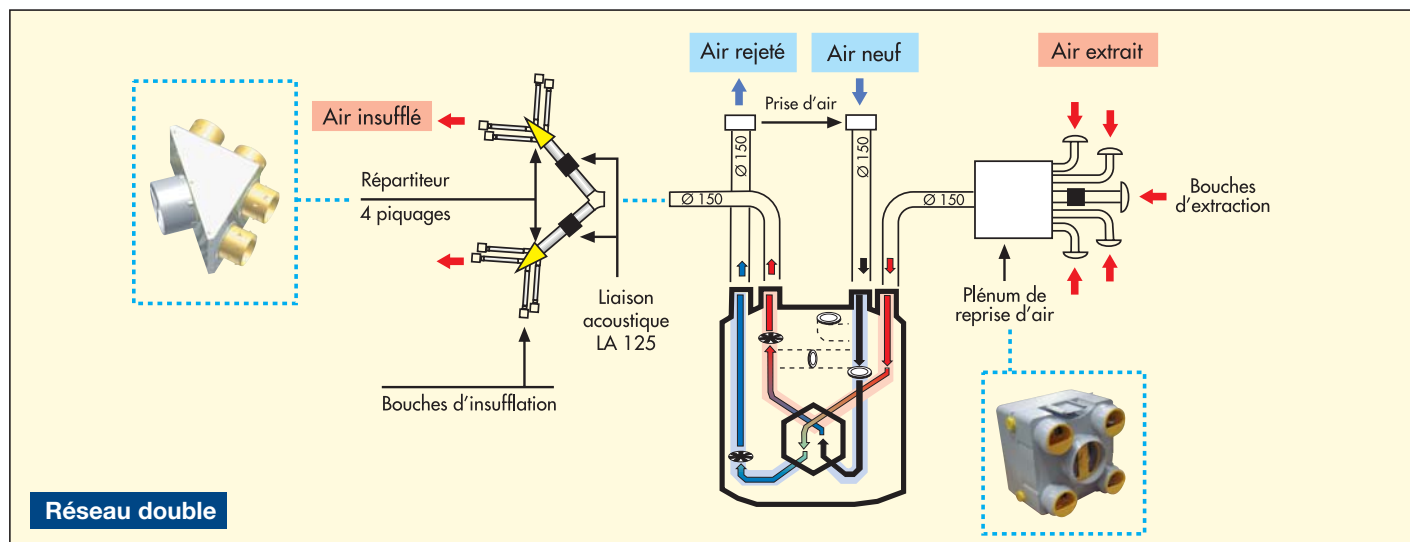 Air rejeté
Air neuf
Air extrait
Prise d'air
Air insufflé
Ø 150
Ø 150
Répartiteur
4 piquages
Ø 150
Ø 150
Bouches
d'extraction
Liaison
acoustique
LA 125
Plénum de
reprise d'air
Bouches d'insufflation
Réseau double